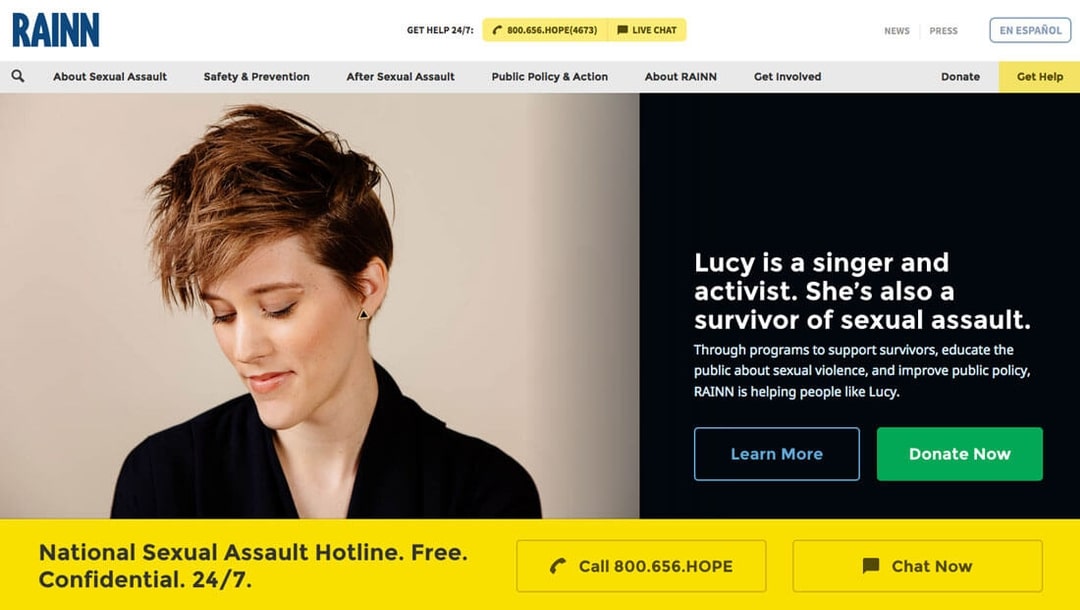 RAINN
GET HELP 24/7:
800.656.HOPE(4673)
LIVE CHAT
NEWS
PRESS
EN ESPAÑOL
About Sexual Assault
Safety & Prevention
After Sexual Assault
Public Policy & Action
About RAINN
Get Involved
Donate
Get Help
Lucy is a singer and
activist. She’s also a
survivor of sexual assault.
Through programs to support survivors, educate the
public about sexual violence, and improve public policy,
RAINN is helping people like Lucy.
Learn More
Donate Now
National Sexual Assault Hotline. Free.
Confidential. 24/7.
Call 800.656.HOPE
Chat Now